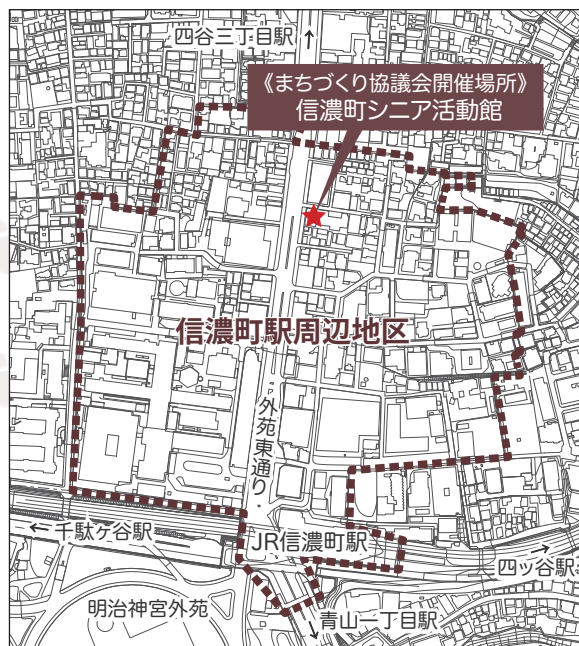 四谷三丁目駅↑
《まちづくり協議会開催場所》
信濃町シニア活動館
信濃町駅周辺地区
外苑東通り
JR信濃町駅
←千駄ケ谷駅
四ッ谷駅→
明治神宮外苑
青山一丁目駅↓